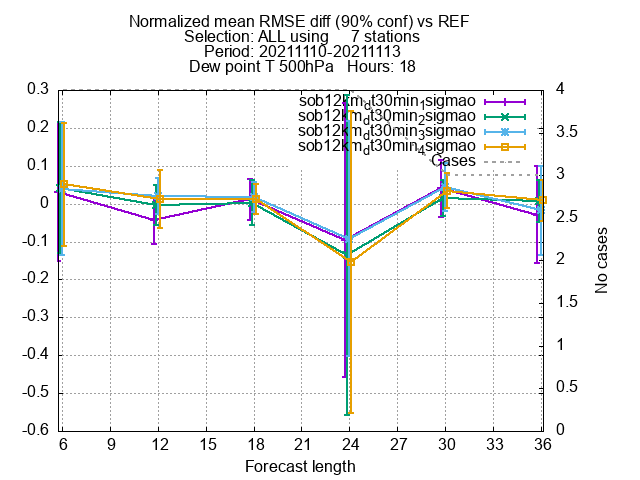 Normalized mean RMSE diff (90% conf) vs REF
Selection: ALL using 7 stations
Period: 20211110-20211113
Dew point T 500hPa Hours: 18
sob12km_dt30min_1sigmao
sob12km_dt30min_2sigmao
sob12km_dt30min_3sigmao
sob12km_dt30min_4sigmao
Cases
0.3
0.2
0.1
0
-0.1
-0.2
-0.3
-0.4
-0.5
-0.6
4
3.5
3
2.5
2
1.5
1
0.5
0
No cases
6 9 12 15 18 21 24 27 30 33 36
Forecast length